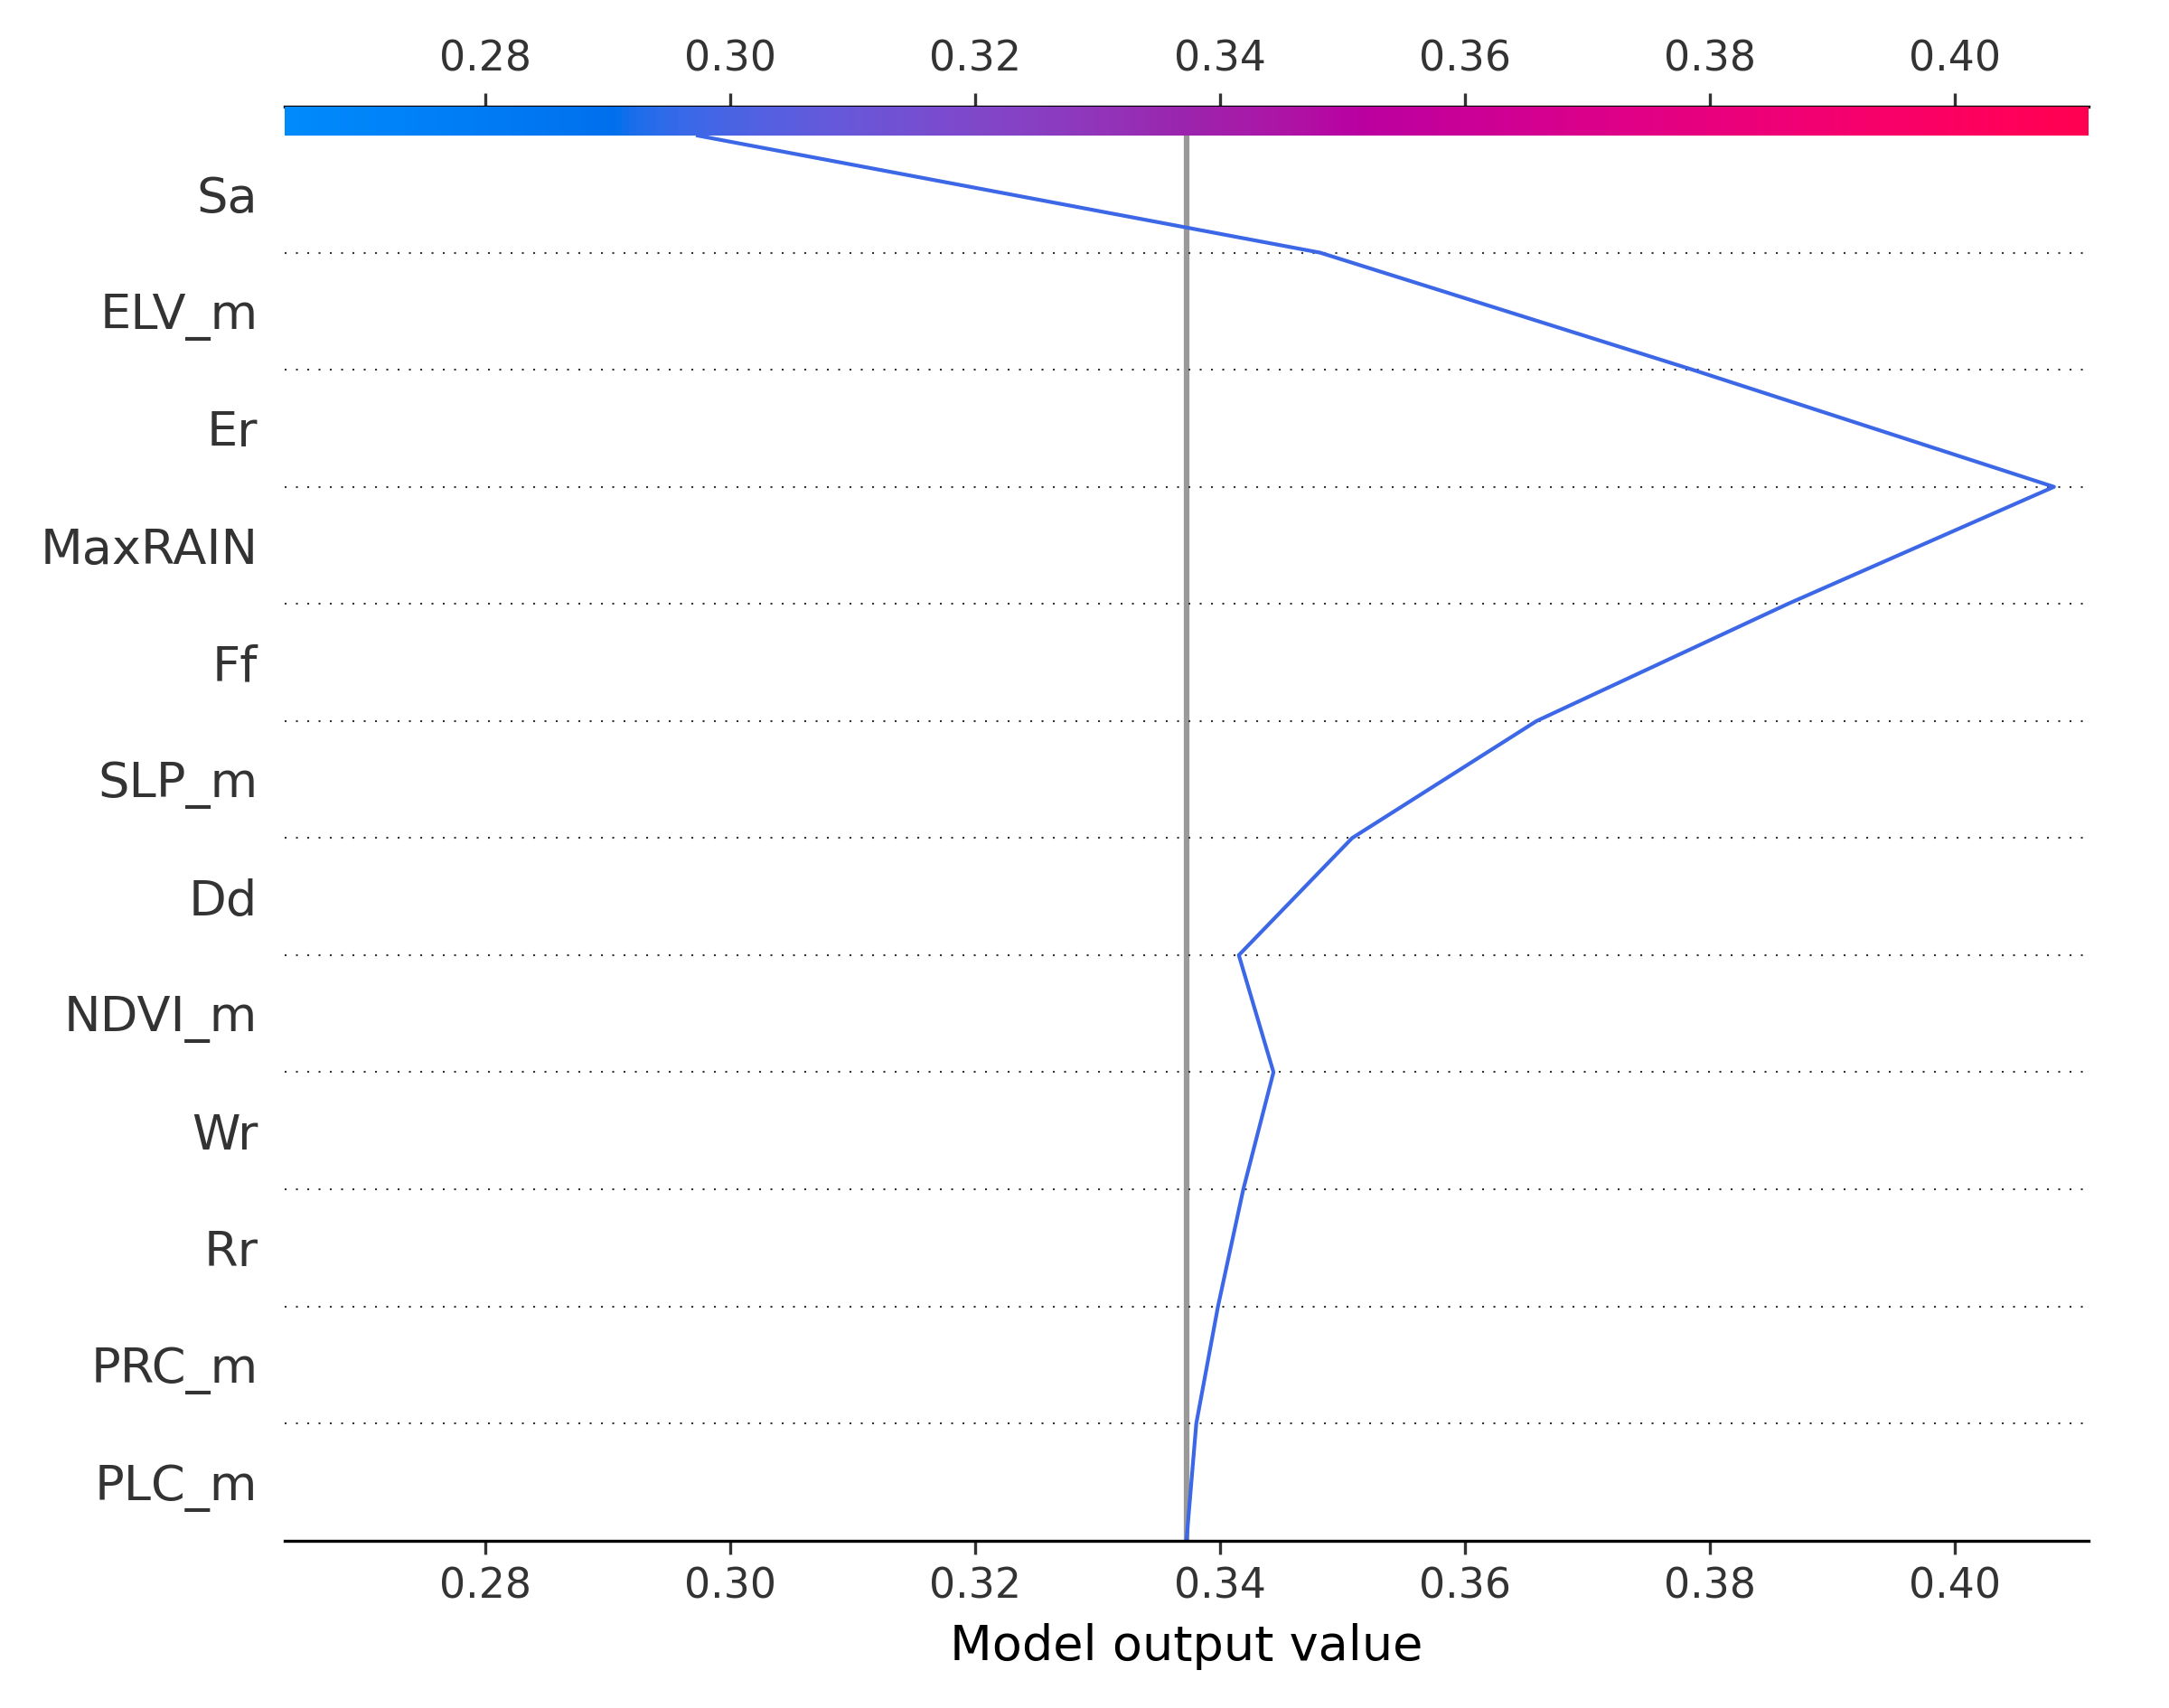 0.28 0.30 0.32 0.34 0.36 0.38 0.40
Sa
ELV_m
Er
MaxRAIN
Ff
SLP_m
Dd
NDVI_m
Wr
Rr
PRC_m
PLC_m
0.28 0.30 0.32 0.34 0.36 0.38 0.40
Model output value